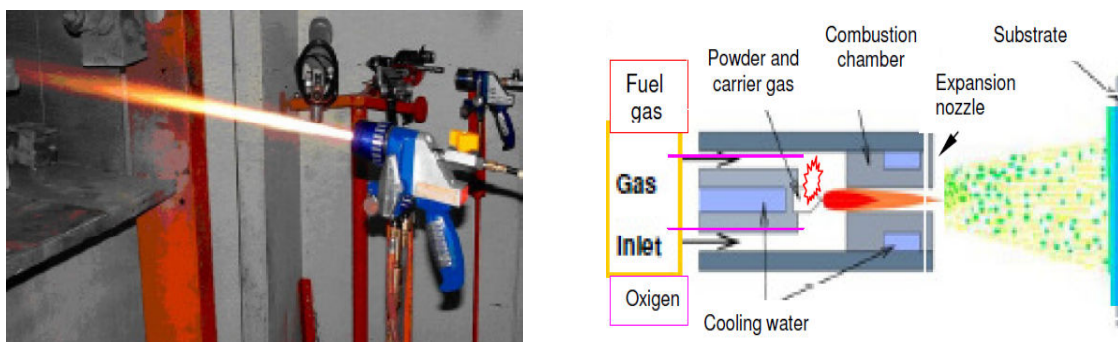 Fuel
gas
Gas
Inlet
Oxigen
Powder and
carrier gas
Combustion
chamber
Substrate
Expansion
nozzle
Cooling water